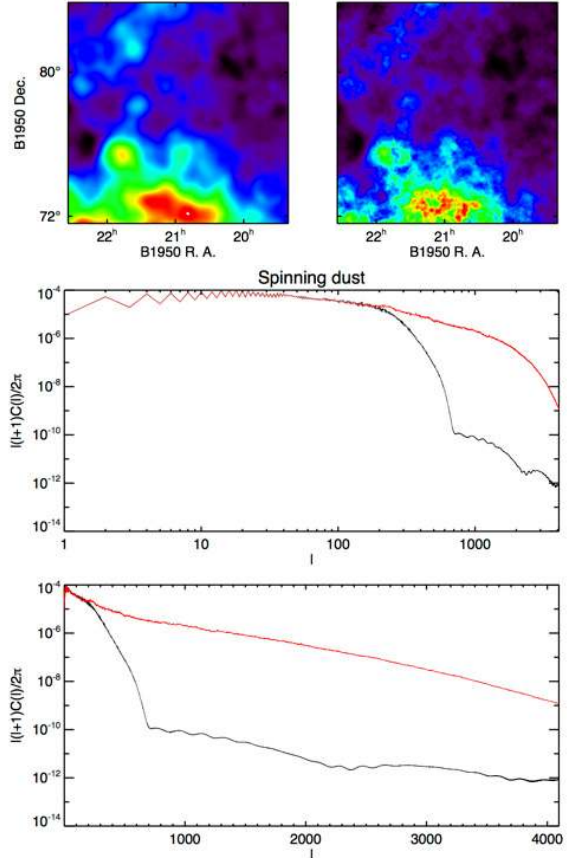 80°
72°
B1950 Dec.
22h 21h 20h
B1950 R. A.
22h 21h 20h
B1950 R. A.
Spinning dust
10-4
10-6
10-8
10-10
10-12
10-14
l(l+1)C(l)/2π
1 10 100 1000
l
10-4
10-6
10-8
10-10
10-12
10-14
l(l+1)C(l)/2π
1000 2000 3000 4000
l